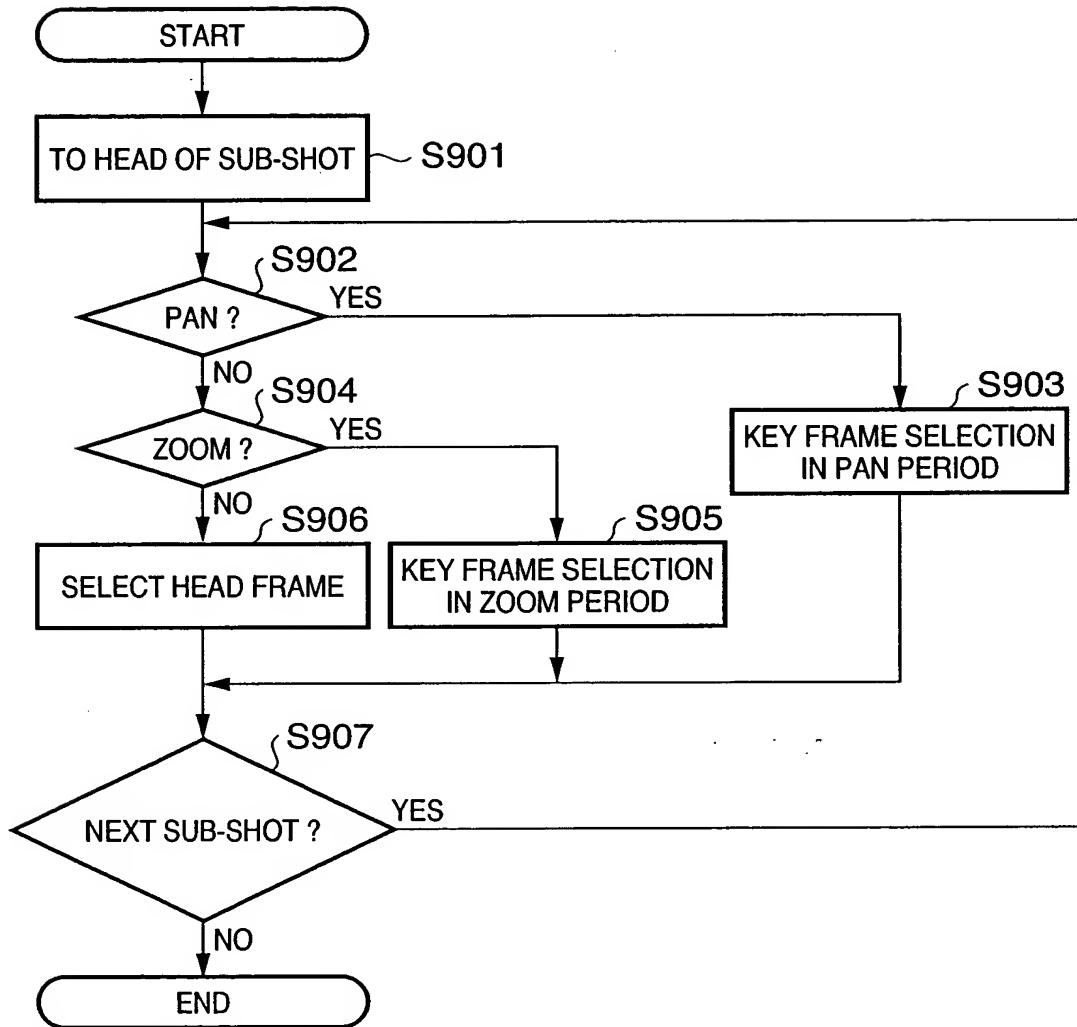 START
TO HEAD OF SUB-SHOT
S901
S902
PAN ?
YES
NO
S903
KEY FRAME SELECTION
IN PAN PERIOD
S904
ZOOM ?
YES
NO
S905
KEY FRAME SELECTION
IN ZOOM PERIOD
S906
SELECT HEAD FRAME
S907
NEXT SUB-SHOT ?
YES
NO
END